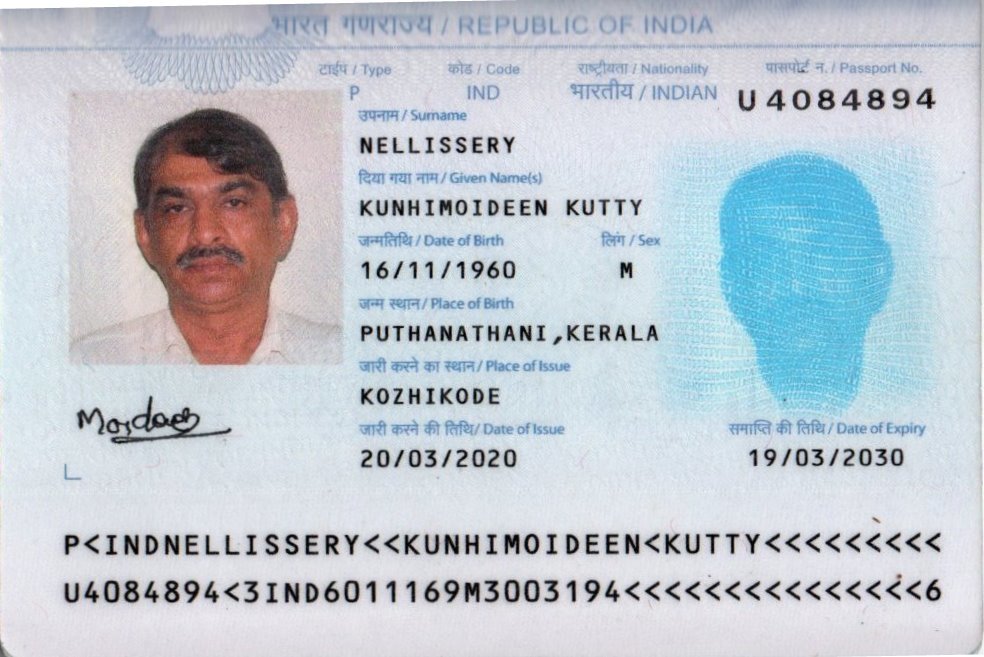 भारत गणराज्य / REPUBLIC OF INDIA
टाईप / Type कोड / Code राष्ट्रीयता / Nationality पासपोर्ट न. / Passport No.
P IND भारतीय / INDIAN U4084894
उपनाम / Surname
NELLISSERY
दिया गया नाम / Given Name(s)
KUNHIMOIDEEN KUTTY
जन्मतिथि / Date of Birth लिंग / Sex
16/11/1960 M
जन्म स्थान / Place of Birth
PUTHANATHANI,KERALA
जारी करने का स्थान / Place of Issue
KOZHIKODE
जारी करने की तिथि / Date of Issue समाप्ति की तिथि / Date of Expiry
20/03/2020 19/03/2030
P<INDNELLISSERY<<KUNHIMOIDEEN<KUTTY<<<<<<<<<
U4084894<3IND6011169M3003194<<<<<<<<<<<<<<<6